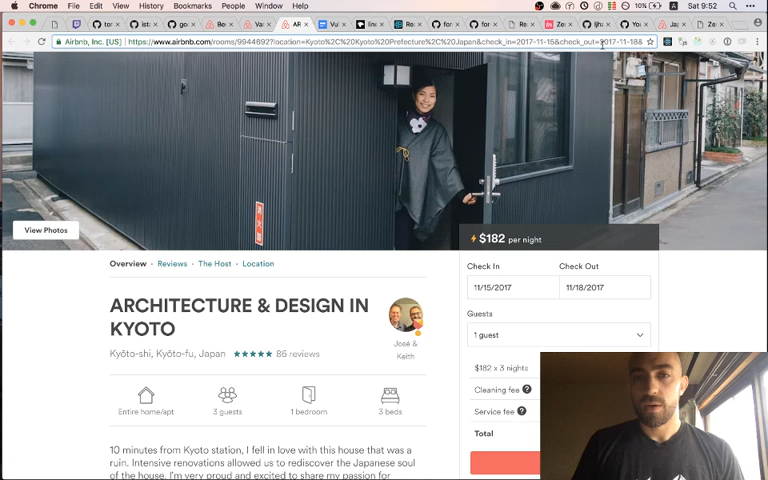 Chrome File Edit View History Bookmarks People Window Help 10% Sat 9:52
Airbnb, Inc. [US] https://www.airbnb.com/rooms/9944692?location=Kyoto%2C%20Kyoto%20Prefecture%2C%20Japan&check_in=2017-11-15&check_out=2017-11-18&
View Photos
$182 per night
Overview · Reviews · The Host · Location
Check In Check Out
11/15/2017 11/18/2017
ARCHITECTURE & DESIGN IN
KYOTO
José &
Keith
Kyōto-shi, Kyōto-fu, Japan
86 reviews
Guests
1 guest
$182 x 3 nights
Cleaning fee
Service fee
Total
Entire home/apt 3 guests 1 bedroom 3 beds
10 minutes from Kyoto station, I fell in love with this house that was a
ruin. Intensive renovations allowed us to rediscover the Japanese soul
of the house. I'm very proud and excited to share my passion for